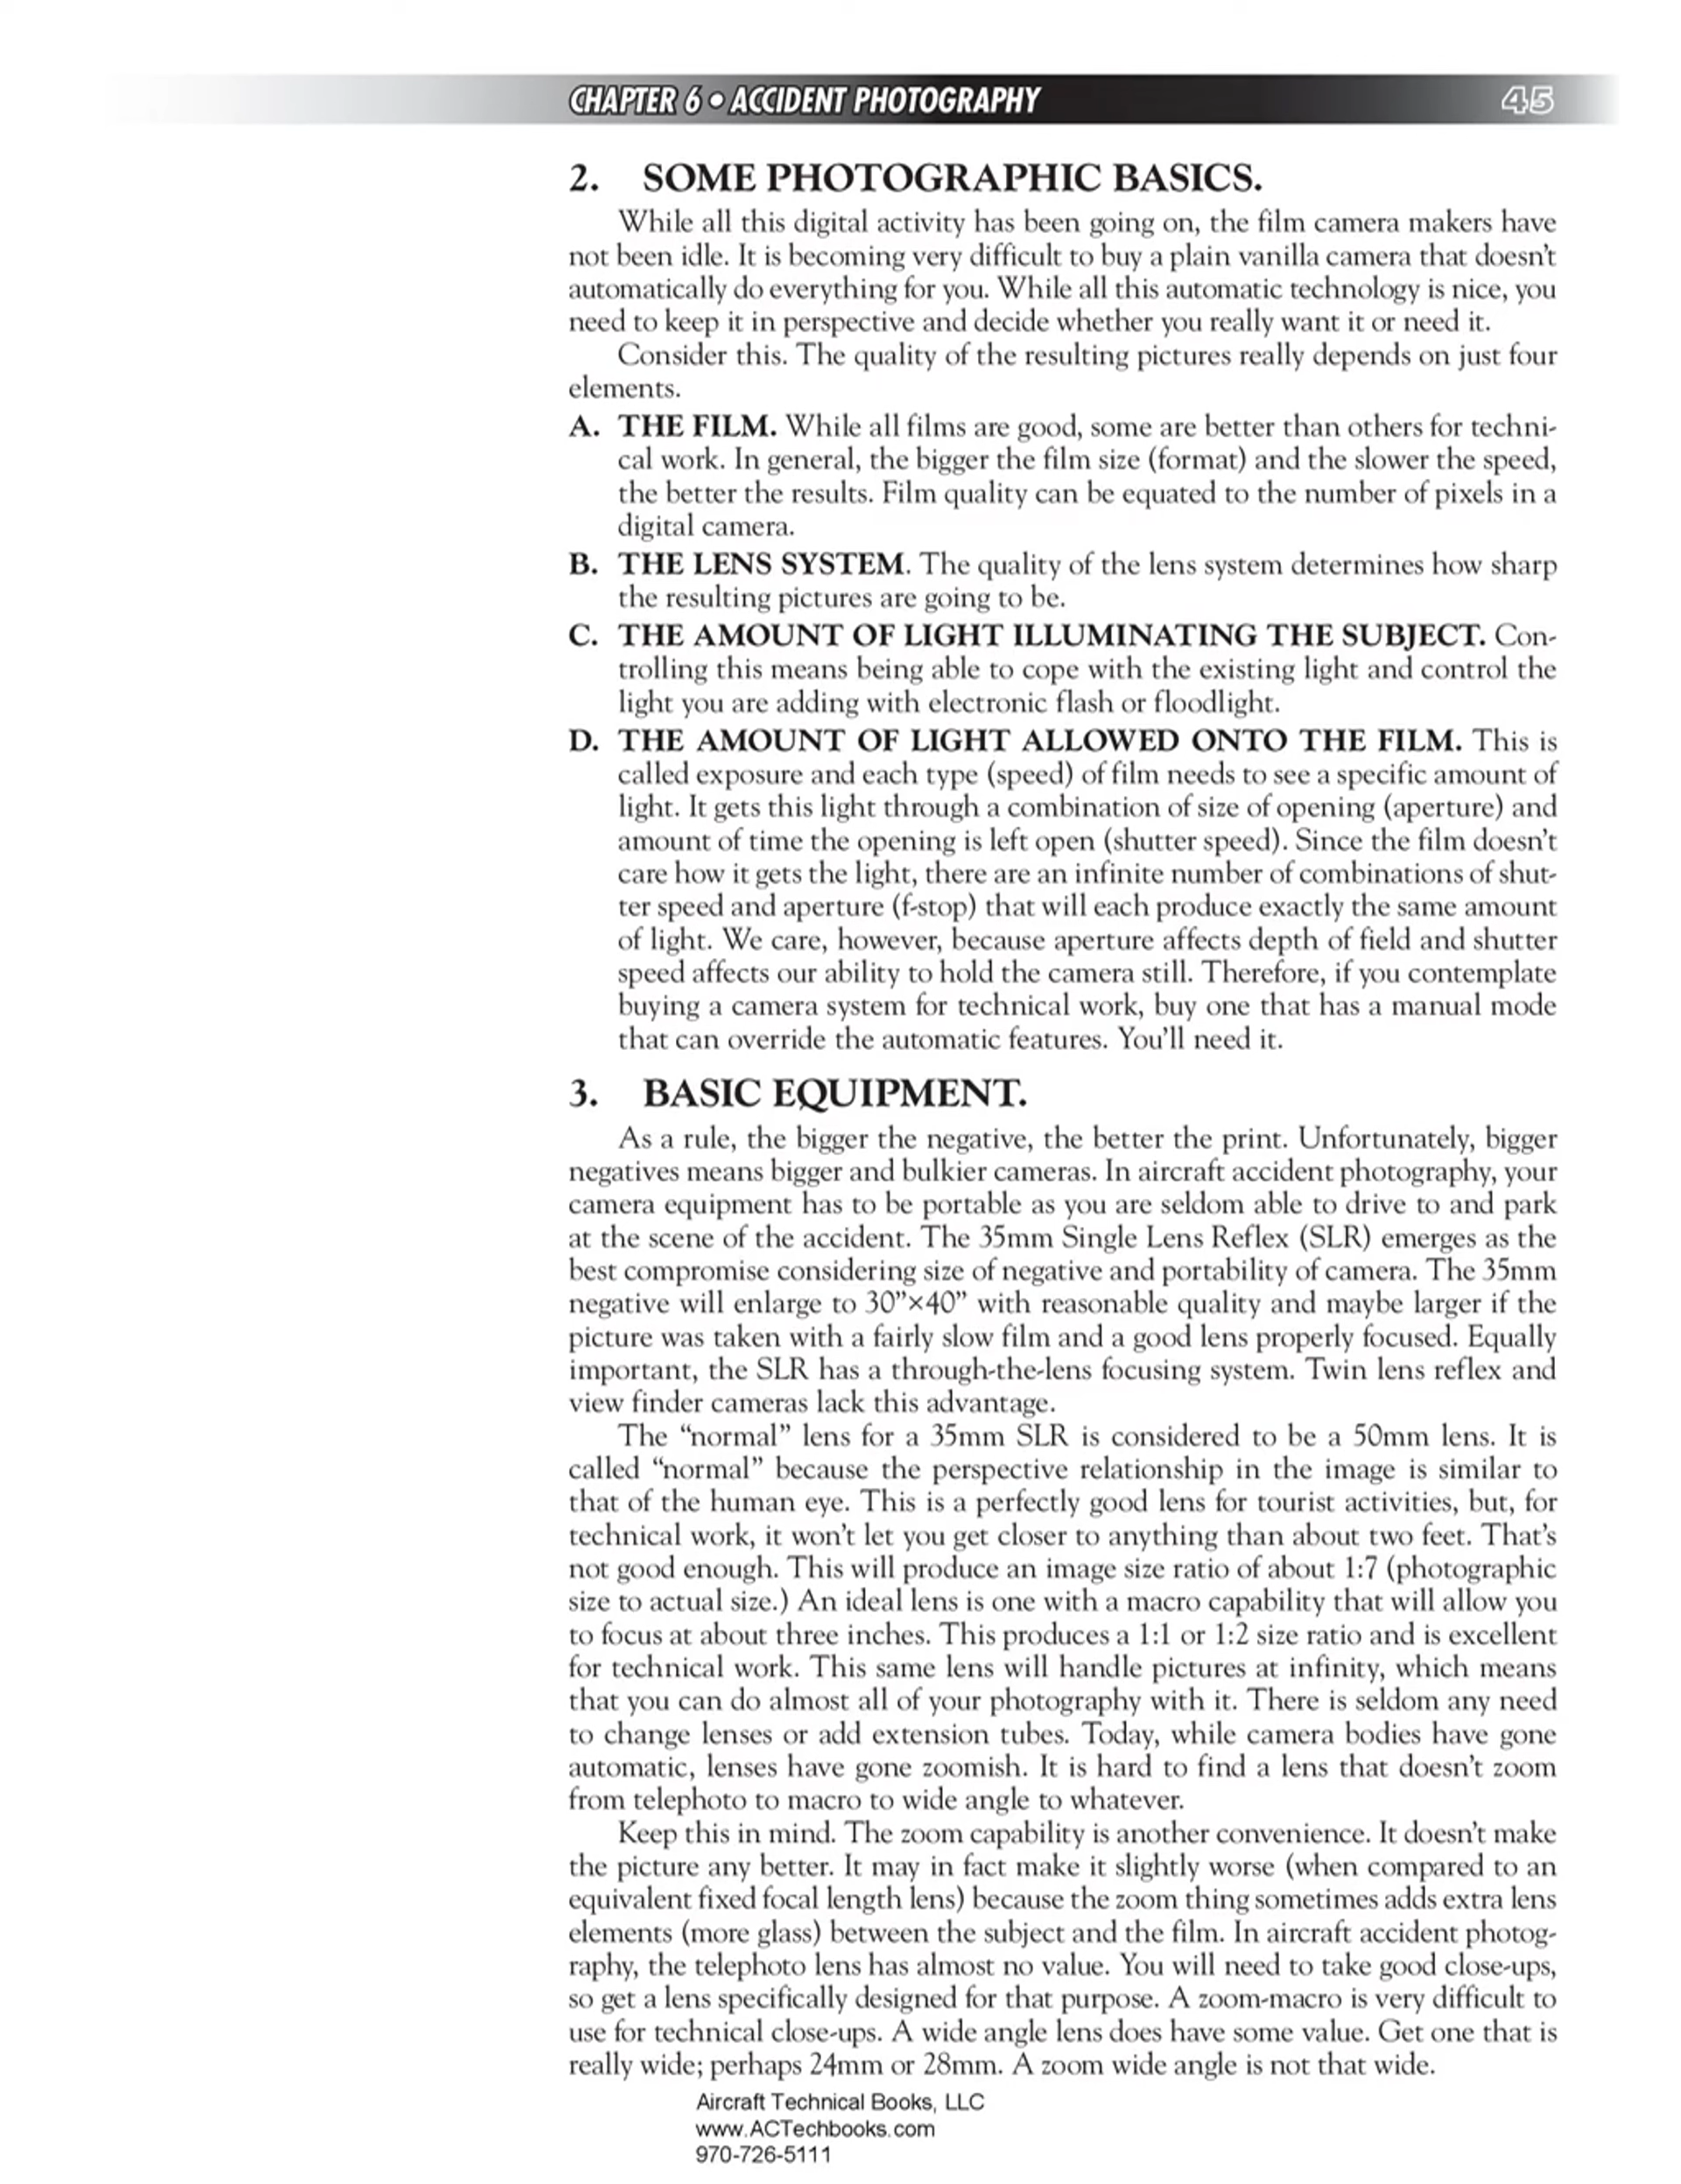 CHAPTER 6 • ACCIDENT PHOTOGRAPHY 45
2. SOME PHOTOGRAPHIC BASICS.
While all this digital activity has been going on, the film camera makers have
not been idle. It is becoming very difficult to buy a plain vanilla camera that doesn't
automatically do everything for you. While all this automatic technology is nice, you
need to keep it in perspective and decide whether you really want it or need it.
Consider this. The quality of the resulting pictures really depends on just four
elements.
A. THE FILM. While all films are good, some are better than others for techni-
cal work. In general, the bigger the film size (format) and the slower the speed,
the better the results. Film quality can be equated to the number of pixels in a
digital camera.
B. THE LENS SYSTEM. The quality of the lens system determines how sharp
the resulting pictures are going to be.
C. THE AMOUNT OF LIGHT ILLUMINATING THE SUBJECT. Con-
trolling this means being able to cope with the existing light and control the
light you are adding with electronic flash or floodlight.
D. THE AMOUNT OF LIGHT ALLOWED ONTO THE FILM. This is
called exposure and each type (speed) of film needs to see a specific amount of
light. It gets this light through a combination of size of opening (aperture) and
amount of time the opening is left open (shutter speed). Since the film doesn't
care how it gets the light, there are an infinite number of combinations of shut-
ter speed and aperture (f-stop) that will each produce exactly the same amount
of light. We care, however, because aperture affects depth of field and shutter
speed affects our ability to hold the camera still. Therefore, if you contemplate
buying a camera system for technical work, buy one that has a manual mode
that can override the automatic features. You'll need it.
3. BASIC EQUIPMENT.
As a rule, the bigger the negative, the better the print. Unfortunately, bigger
negatives means bigger and bulkier cameras. In aircraft accident photography, your
camera equipment has to be portable as you are seldom able to drive to and park
at the scene of the accident. The 35mm Single Lens Reflex (SLR) emerges as the
best compromise considering size of negative and portability of camera. The 35mm
negative will enlarge to 30”×40” with reasonable quality and maybe larger if the
picture was taken with a fairly slow film and a good lens properly focused. Equally
important, the SLR has a through-the-lens focusing system. Twin lens reflex and
view finder cameras lack this advantage.
The “normal” lens for a 35mm SLR is considered to be a 50mm lens. It is
called “normal” because the perspective relationship in the image is similar to
that of the human eye. This is a perfectly good lens for tourist activities, but, for
technical work, it won't let you get closer to anything than about two feet. That's
not good enough. This will produce an image size ratio of about 1:7 (photographic
size to actual size.) An ideal lens is one with a macro capability that will allow you
to focus at about three inches. This produces a 1:1 or 1:2 size ratio and is excellent
for technical work. This same lens will handle pictures at infinity, which means
that you can do almost all of your photography with it. There is seldom any need
to change lenses or add extension tubes. Today, while camera bodies have gone
automatic, lenses have gone zoomish. It is hard to find a lens that doesn't zoom
from telephoto to macro to wide angle to whatever.
Keep this in mind. The zoom capability is another convenience. It doesn't make
the picture any better. It may in fact make it slightly worse (when compared to an
equivalent fixed focal length lens) because the zoom thing sometimes adds extra lens
elements (more glass) between the subject and the film. In aircraft accident photog-
raphy, the telephoto lens has almost no value. You will need to take good close-ups,
so get a lens specifically designed for that purpose. A zoom-macro is very difficult to
use for technical close-ups. A wide angle lens does have some value. Get one that is
really wide; perhaps 24mm or 28mm. A zoom wide angle is not that wide.
Aircraft Technical Books, LLC
www.ACTechbooks.com
970-726-5111